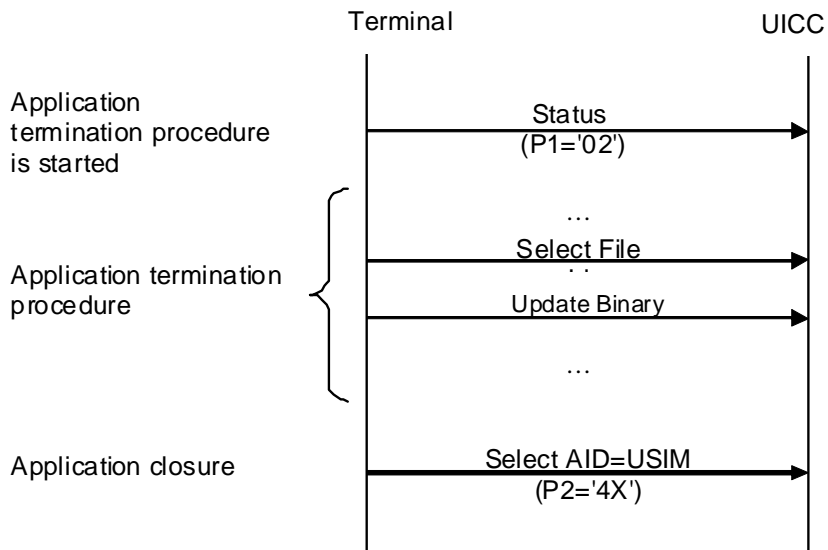 Terminal
UICC
Application
termination procedure
is started
Status
(P1='02')
...
Select File
. .
Application termination
procedure
Update Binary
...
Application closure
Select AID=USIM
(P2='4X')